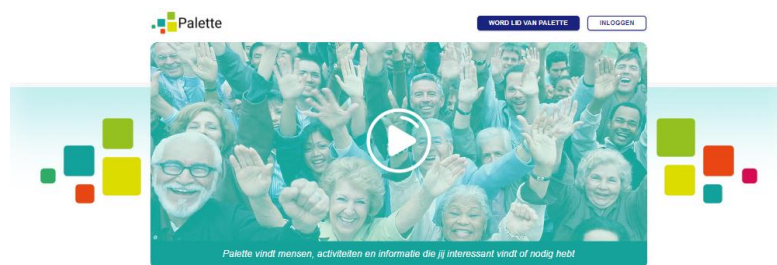 Palette
WORD LID VAN PALETTE
INLOGGEN
Palette vindt mensen, activiteiten en informatie die jij interessant vindt of nodig hebt